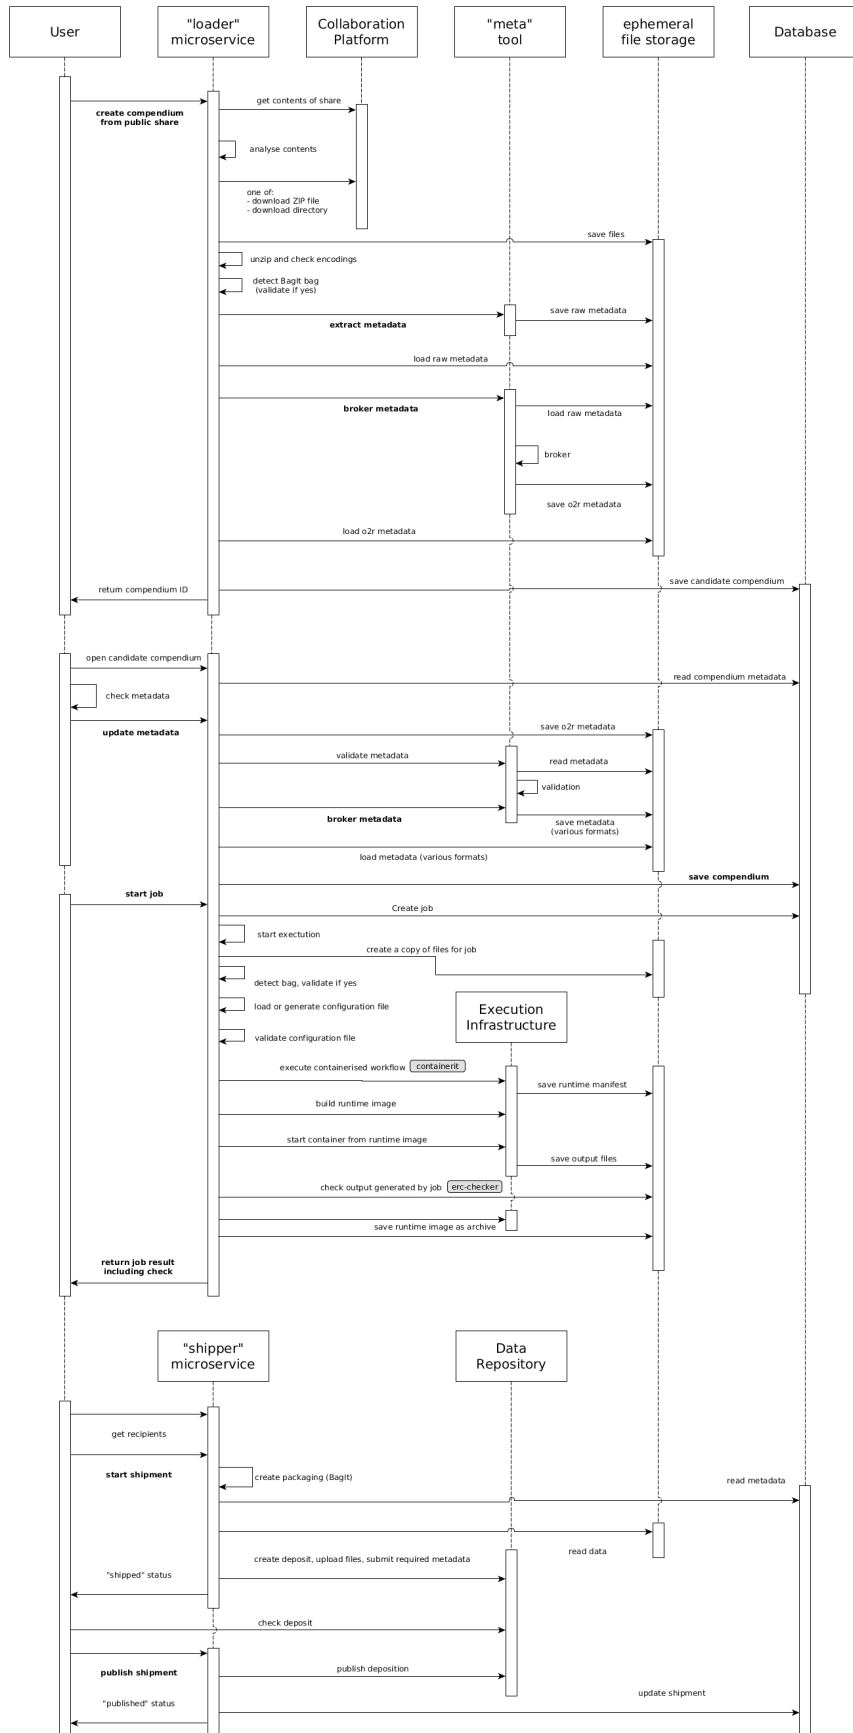 User
"loader"
microservice
Collaboration
Platform
"meta"
tool
ephemeral
file storage
Database
get contents of share
create compendium
from public share
analyse contents
one of:
- download ZIP file
- download directory
save files
unzip and check encodings
detect BagIt bag
(validate if yes)
save raw metadata
extract metadata
load raw metadata
broker metadata
load raw metadata
broker
save o2r metadata
load o2r metadata
save candidate compendium
return compendium ID
open candidate compendium
read compendium metadata
check metadata
update metadata
save o2r metadata
validate metadata
read metadata
validation
broker metadata
save metadata
(various formats)
load metadata (various formats)
save compendium
start job
Create job
start exectution
create a copy of files for job
detect bag, validate if yes
load or generate configuration file
Execution
Infrastructure
validate configuration file
execute containerised workflow
containerit
save runtime manifest
build runtime image
start container from runtime image
save output files
check output generated by job
erc-checker
save runtime image as archive
return job result
including check
"shipper"
microservice
Data
Repository
get recipients
start shipment
create packaging (BagIt)
read metadata
read data
create deposit, upload files, submit required metadata
"shipped" status
check deposit
publish shipment
publish deposition
update shipment
"published" status